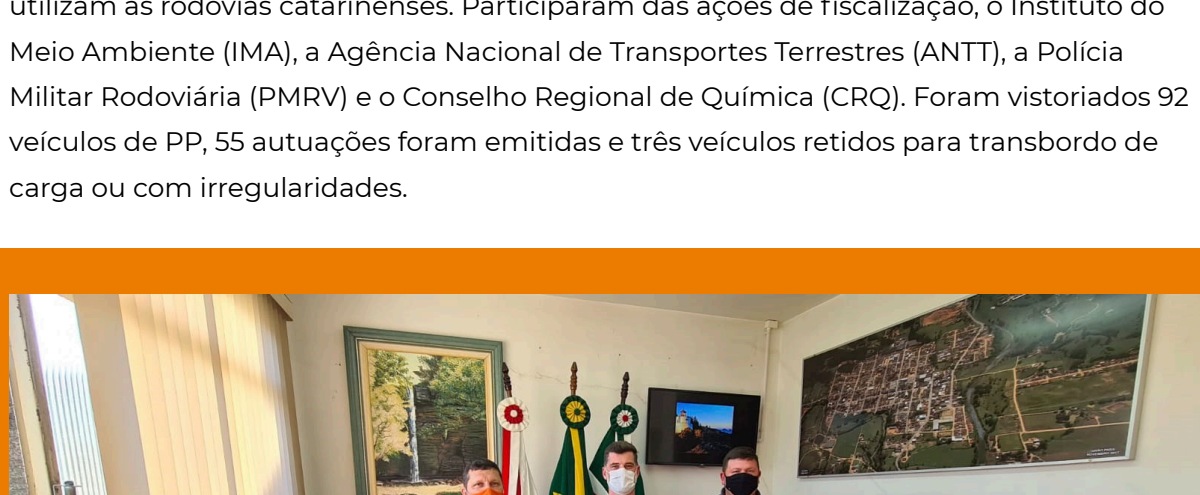 utilizam as rodovias catarinenses. Participaram das ações de fiscalização, o Instituto do
Meio Ambiente (IMA), a Agência Nacional de Transportes Terrestres (ANTT), a Polícia
Militar Rodoviária (PMRV) e o Conselho Regional de Química (CRQ). Foram vistoriados 92
veículos de PP, 55 autuações foram emitidas e três veículos retidos para transbordo de
carga ou com irregularidades.